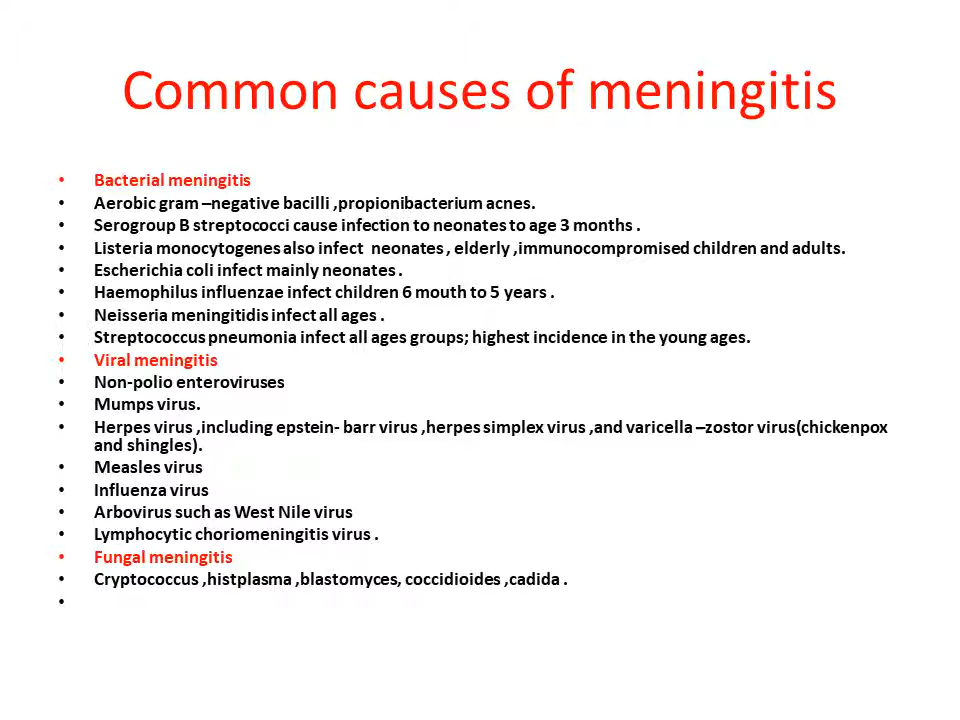 Common causes of meningitis
• Bacterial meningitis
• Aerobic gram –negative bacilli ,propionibacterium acnes.
• Serogroup B streptococci cause infection to neonates to age 3 months .
• Listeria monocytogenes also infect neonates , elderly ,immunocompromised children and adults.
• Escherichia coli infect mainly neonates .
• Haemophilus influenzae infect children 6 mouth to 5 years .
• Neisseria meningitidis infect all ages .
• Streptococcus pneumonia infect all ages groups; highest incidence in the young ages.
• Viral meningitis
• Non-polio enteroviruses
• Mumps virus.
• Herpes virus ,including epstein- barr virus ,herpes simplex virus ,and varicella –zostor virus(chickenpox
and shingles).
• Measles virus
• Influenza virus
• Arbovirus such as West Nile virus
• Lymphocytic choriomeningitis virus .
• Fungal meningitis
• Cryptococcus ,histplasma ,blastomyces, coccidioides ,cadida .
•